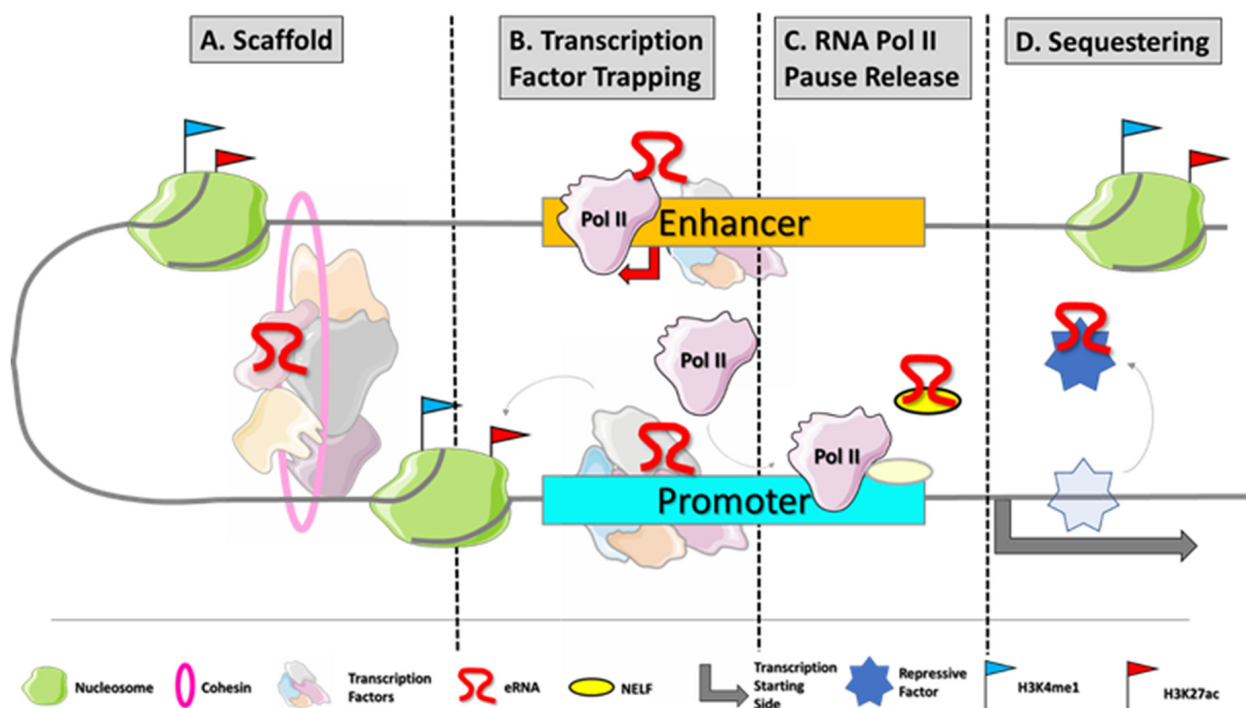 A. Scaffold
B. Transcription
Factor Trapping
C. RNA Pol II
Pause Release
D. Sequestering
Pol II
Enhancer
Pol II
Pol II
Promoter
Nucleosome
Cohesin
Transcription
Factors
eRNA
NELF
Transcription
Starting
Side
Repressive
Factor
H3K4me1
H3K27ac